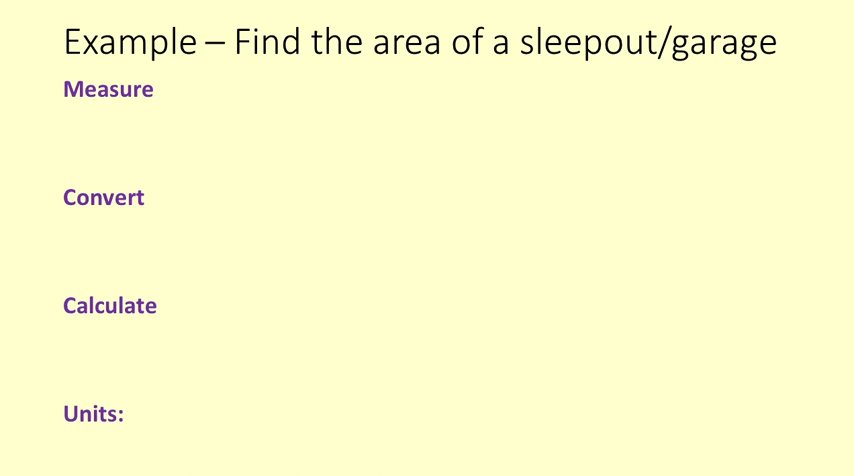 Example – Find the area of a sleepout/garage
Measure
Convert
Calculate
Units: